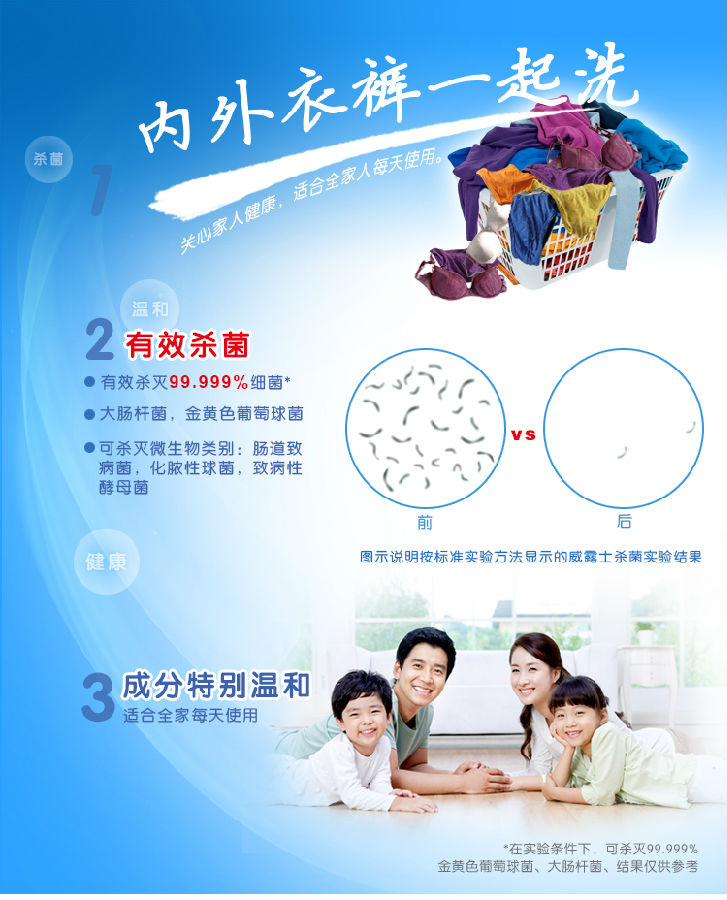 内外衣裤一起洗
杀菌
1
关心家人健康，适合全家人每天使用。
温和
2 有效杀菌
● 有效杀灭99.999%细菌*
● 大肠杆菌，金黄色葡萄球菌
● 可杀灭微生物类别：肠道致
病菌，化脓性球菌，致病性
酵母菌
vs
前
后
图示说明按标准实验方法显示的威露士杀菌实验结果
健康
3 成分特别温和
适合全家每天使用
*在实验条件下，可杀灭99.999%
金黄色葡萄球菌、大肠杆菌、结果仅供参考